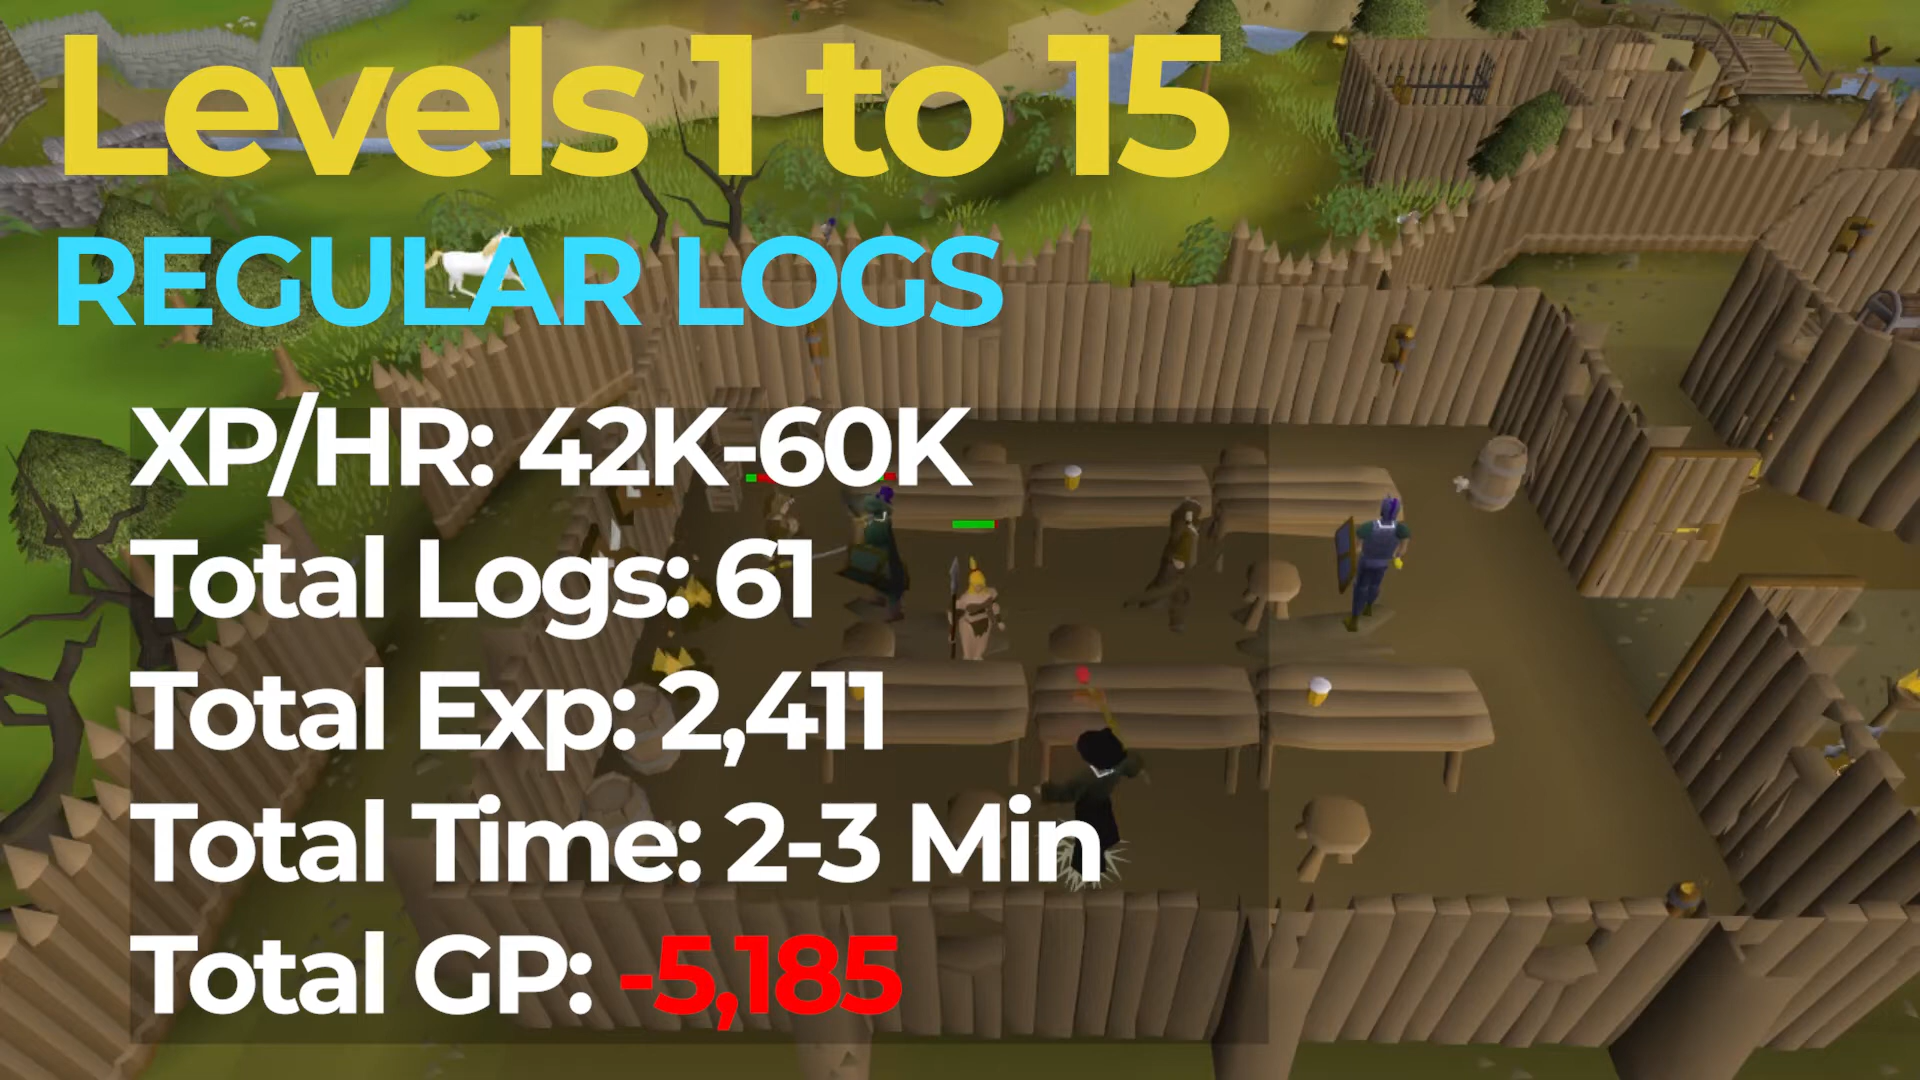 Levels 1 to 15
REGULAR LOGS
XP/HR: 42K-60K
Total Logs: 61
Total Exp: 2,411
Total Time: 2-3 Min
Total GP: -5,185